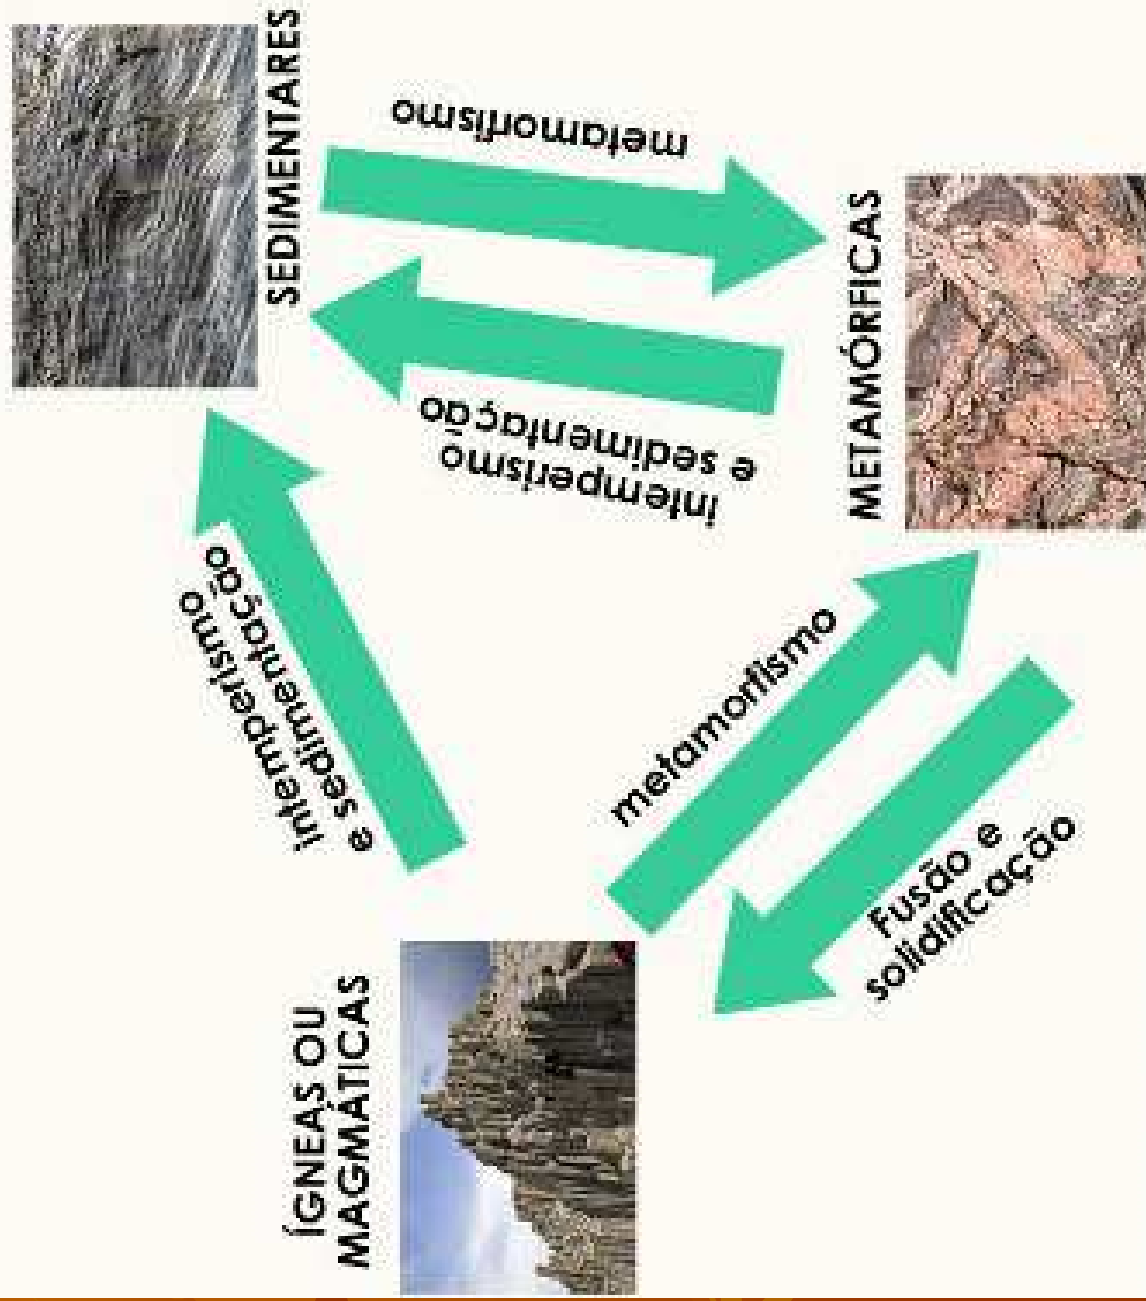 ÍGNEAS OU
MAGMÁTICAS
intemperismo
e sedimentação
SEDIMENTARES
metamorfismo
intemperismo
e sedimentação
metamorfismo
Fusão e
solidificação
METAMÓRFICAS